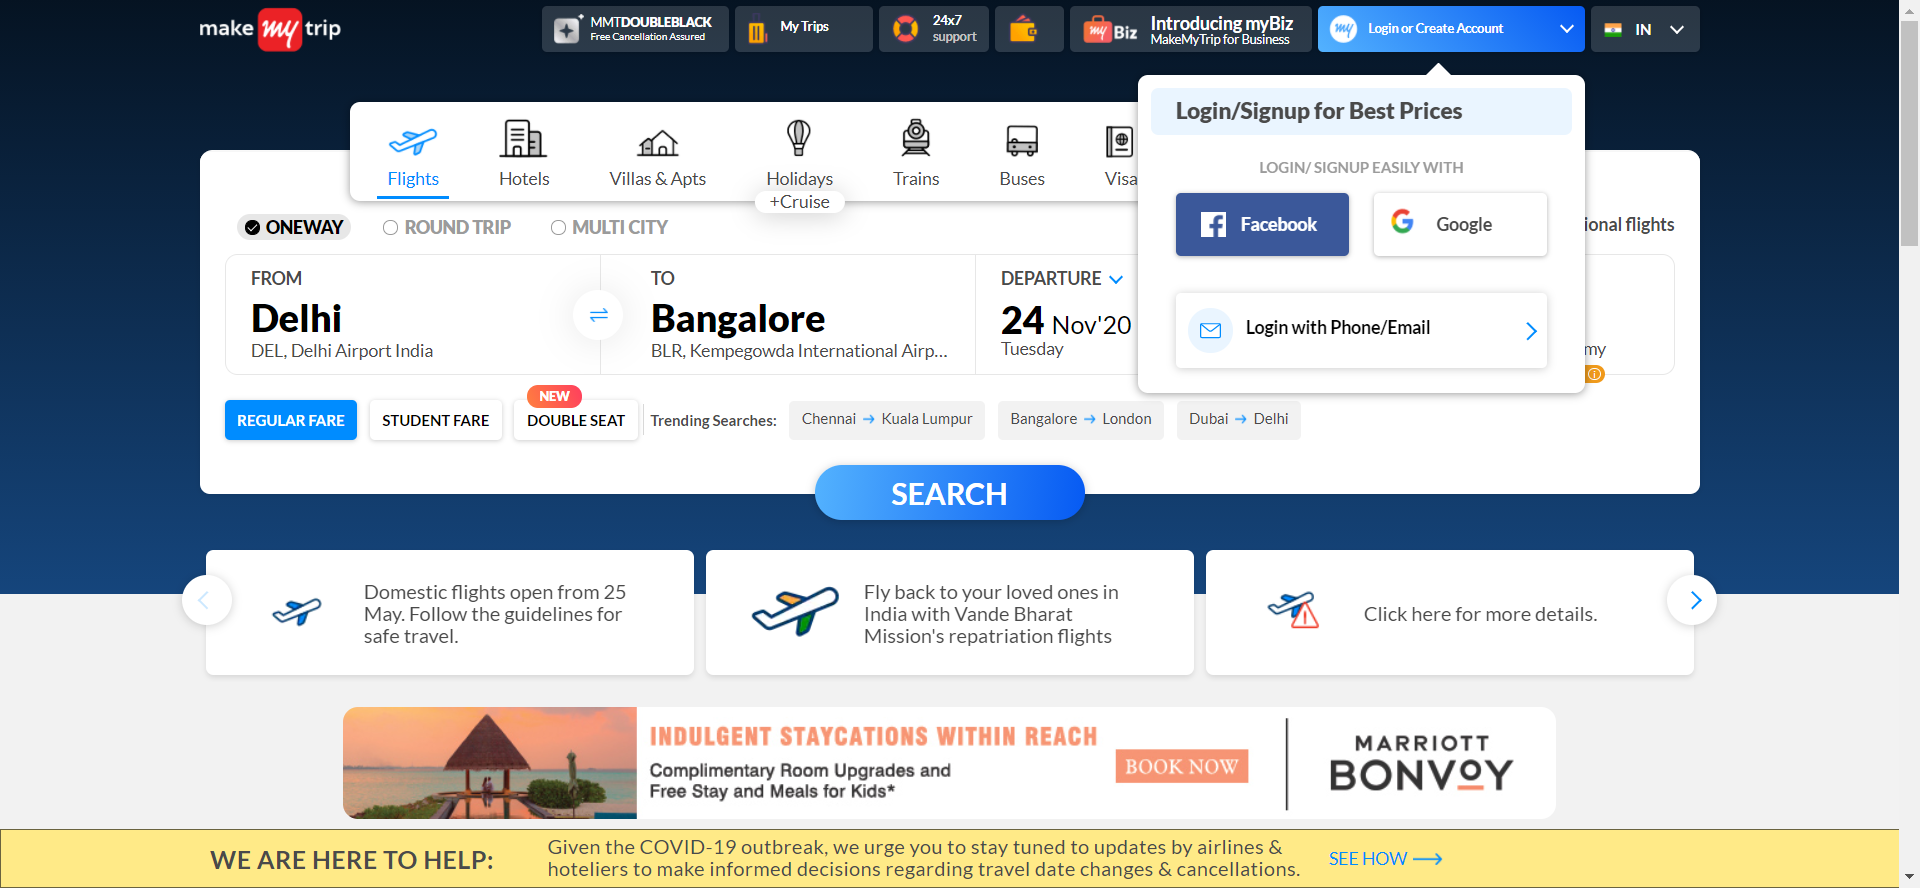 make my trip
MMTDOUBLEBLACK
Free Cancellation Assured
My Trips
24x7
support
my Biz
Introducing myBiz
MakeMyTrip for Business
my
Login or Create Account
IN
Login/Signup for Best Prices
LOGIN/ SIGNUP EASILY WITH
Facebook
Google
Login with Phone/Email
Flights
Hotels
Villas & Apts
Holidays
+Cruise
Trains
Buses
Visa
ONEWAY
ROUND TRIP
MULTI CITY
ional flights
FROM
Delhi
DEL, Delhi Airport India
TO
Bangalore
BLR, Kempegowda International Airp...
DEPARTURE
24 Nov'20
Tuesday
my
REGULAR FARE
STUDENT FARE
NEW
DOUBLE SEAT
Trending Searches:
Chennai → Kuala Lumpur
Bangalore → London
Dubai → Delhi
SEARCH
Domestic flights open from 25
May. Follow the guidelines for
safe travel.
Fly back to your loved ones in
India with Vande Bharat
Mission's repatriation flights
Click here for more details.
INDULGENT STAYCATIONS WITHIN REACH
Complimentary Room Upgrades and
Free Stay and Meals for Kids*
BOOK NOW
MARRIOTT
BONVOY
WE ARE HERE TO HELP:
Given the COVID-19 outbreak, we urge you to stay tuned to updates by airlines &
hoteliers to make informed decisions regarding travel date changes & cancellations.
SEE HOW